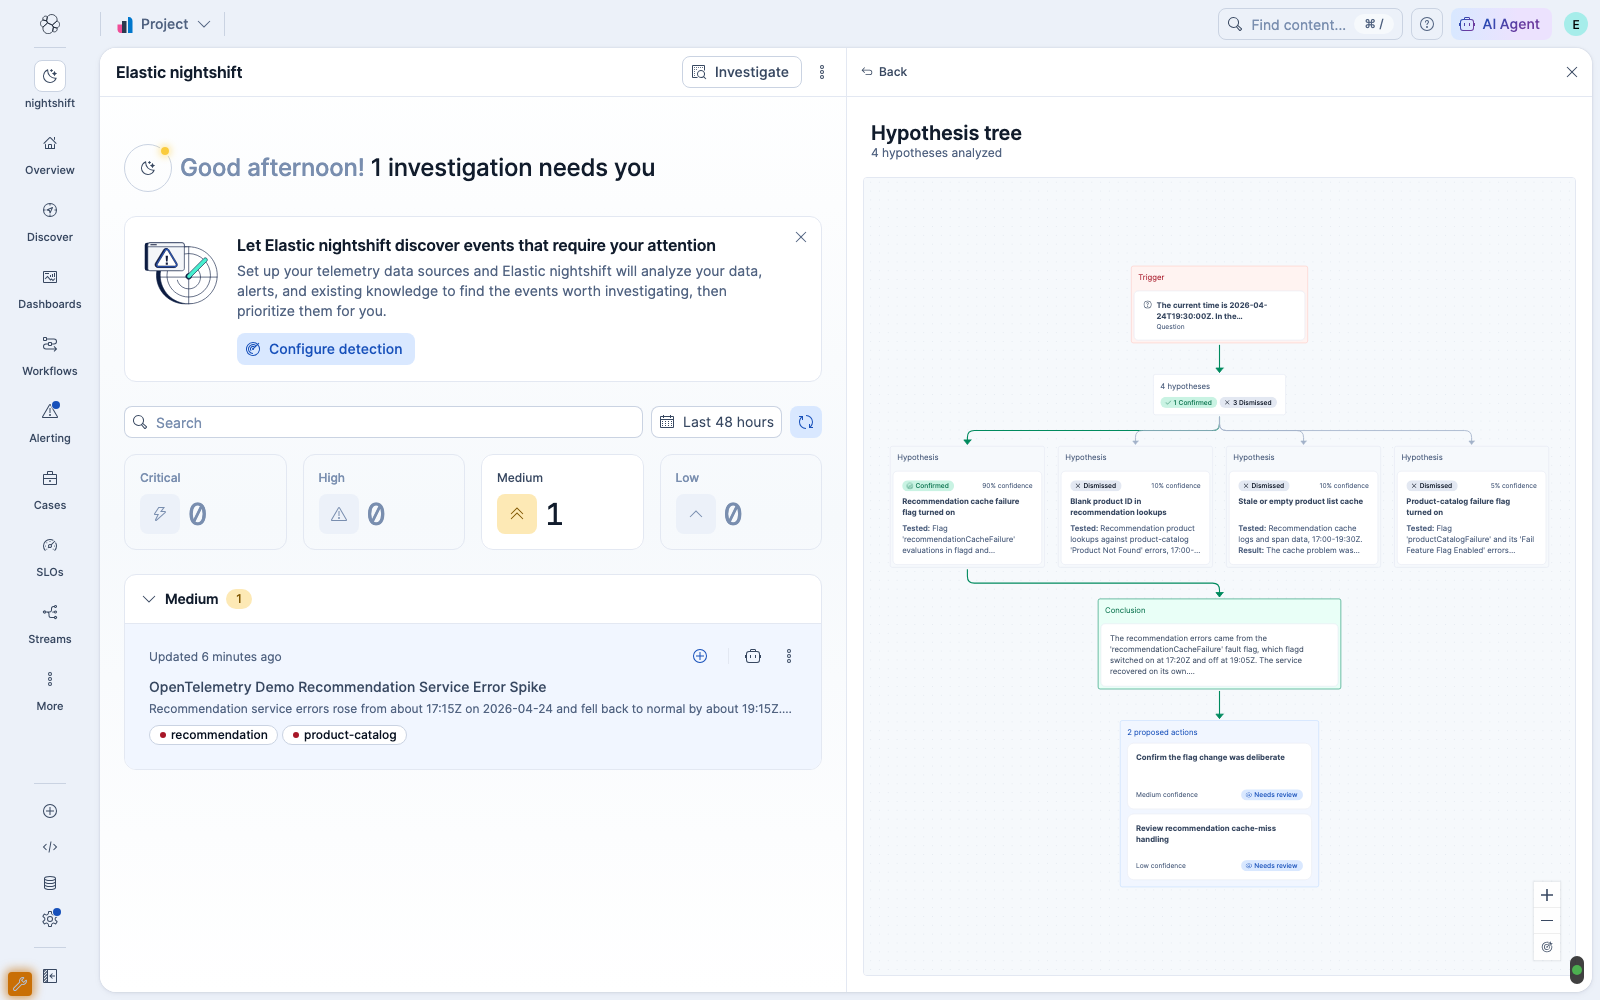 Project
Find content...
⌘ /
AI Agent
E
nightshift
Overview
Discover
Dashboards
Workflows
Alerting
Cases
SLOs
Streams
More
Elastic nightshift
Investigate
Good afternoon! 1 investigation needs you
Let Elastic nightshift discover events that require your attention
Set up your telemetry data sources and Elastic nightshift will analyze your data,
alerts, and existing knowledge to find the events worth investigating, then
prioritize them for you.
Configure detection
Search
Last 48 hours
Critical
0
High
0
Medium
1
Low
0
Medium 1
Updated 6 minutes ago
OpenTelemetry Demo Recommendation Service Error Spike
Recommendation service errors rose from about 17:15Z on 2026-04-24 and fell back to normal by about 19:15Z....
recommendation
product-catalog
Back
Hypothesis tree
4 hypotheses analyzed
Trigger
The current time is 2026-04-
24T19:30:00Z. In the...
Question
4 hypotheses
1 Confirmed
3 Dismissed
Hypothesis
Confirmed
90% confidence
Recommendation cache failure
flag turned on
Tested: Flag
'recommendationCacheFailure'
evaluations in flagd and...
Hypothesis
Dismissed
10% confidence
Blank product ID in
recommendation lookups
Tested: Recommendation product
lookups against product-catalog
'Product Not Found' errors, 17:00-...
Hypothesis
Dismissed
10% confidence
Stale or empty product list cache
Tested: Recommendation cache
logs and span data, 17:00-19:30Z.
Result: The cache problem was...
Hypothesis
Dismissed
5% confidence
Product-catalog failure flag
turned on
Tested: Flag
'productCatalogFailure' and its 'Fail
Feature Flag Enabled' errors...
Conclusion
The recommendation errors came from the
'recommendationCacheFailure' fault flag, which flagd
switched on at 17:20Z and off at 19:05Z. The service
recovered on its own....
2 proposed actions
Confirm the flag change was deliberate
Medium confidence
Needs review
Review recommendation cache-miss
handling
Low confidence
Needs review